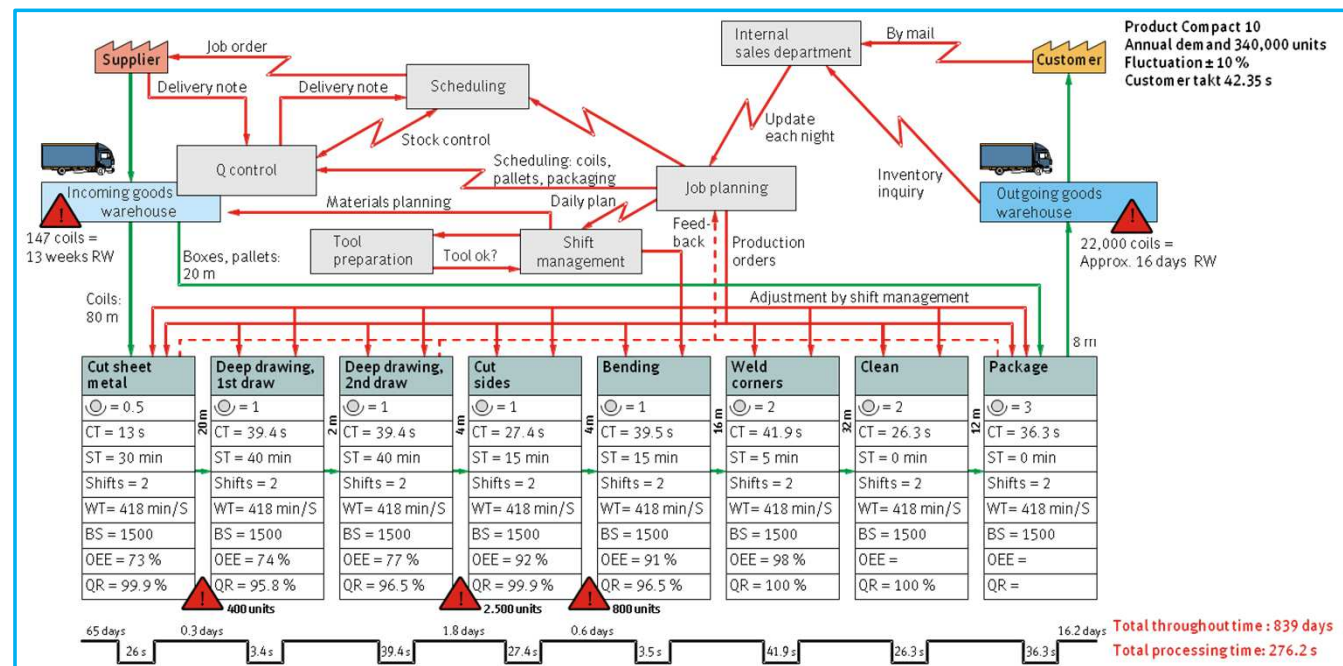 Product Compact 10
Annual demand 340,000 units
Fluctuation ± 10 %
Customer takt 42.35 s
Supplier
Job order
Delivery note
Delivery note
Scheduling
Stock control
Internal
sales department
By mail
Customer
Update
each night
Q control
Scheduling: coils,
pallets, packaging
Job planning
Inventory
inquiry
Incoming goods
warehouse
Outgoing goods
warehouse
147 coils =
13 weeks RW
22,000 coils =
Approx. 16 days RW
Materials planning
Daily plan
Feed-
back
Production
orders
Tool
preparation
Tool ok?
Shift
management
Boxes, pallets:
20 m
Coils:
80 m
Adjustment by shift management
8 m
Cut sheet
metal
= 0.5
CT = 13 s
ST = 30 min
Shifts = 2
WT= 418 min/S
BS = 1500
OEE = 73 %
QR = 99.9 %
20 m
Deep drawing,
1st draw
= 1
CT = 39.4 s
ST = 40 min
Shifts = 2
WT= 418 min/S
BS = 1500
OEE = 74 %
QR = 95.8 %
2 m
Deep drawing,
2nd draw
= 1
CT = 39.4 s
ST = 40 min
Shifts = 2
WT= 418 min/S
BS = 1500
OEE = 77 %
QR = 96.5 %
4 m
Cut
sides
= 1
CT = 27.4 s
ST = 15 min
Shifts = 2
WT= 418 min/S
BS = 1500
OEE = 92 %
QR = 99.9 %
4 m
Bending
= 1
CT = 39.5 s
ST = 15 min
Shifts = 2
WT= 418 min/S
BS = 1500
OEE = 91 %
QR = 96.5 %
16 m
Weld
corners
= 2
CT = 41.9 s
ST = 5 min
Shifts = 2
WT= 418 min/S
BS = 1500
OEE = 98 %
QR = 100 %
32 m
Clean
= 2
CT = 26.3 s
ST = 0 min
Shifts = 2
WT= 418 min/S
BS = 1500
OEE =
QR = 100 %
12 m
Package
= 3
CT = 36.3 s
ST = 0 min
Shifts = 2
WT= 418 min/S
BS = 1500
OEE =
QR =
400 units
2.500 units
800 units
65 days
26 s
0.3 days
3.4 s
39.4 s
1.8 days
27.4 s
0.6 days
3.5 s
41.9 s
26.3 s
36.3 s
16.2 days
Total throughout time : 839 days
Total processing time: 276.2 s